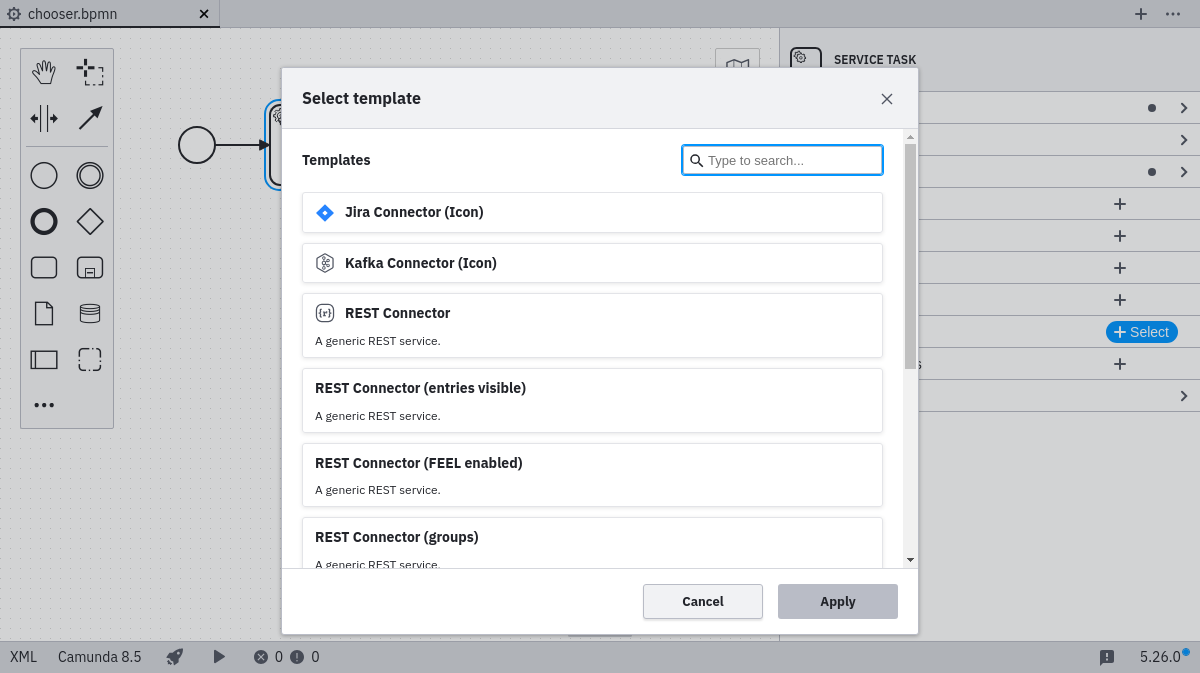 chooser.bpmn
SERVICE TASK
Select template
Templates
Type to search...
Jira Connector (Icon)
Kafka Connector (Icon)
{r}
REST Connector
A generic REST service.
REST Connector (entries visible)
A generic REST service.
REST Connector (FEEL enabled)
A generic REST service.
REST Connector (groups)
A generic REST service.
Select
s
Cancel
Apply
XML
Camunda 8.5
0
0
5.26.0